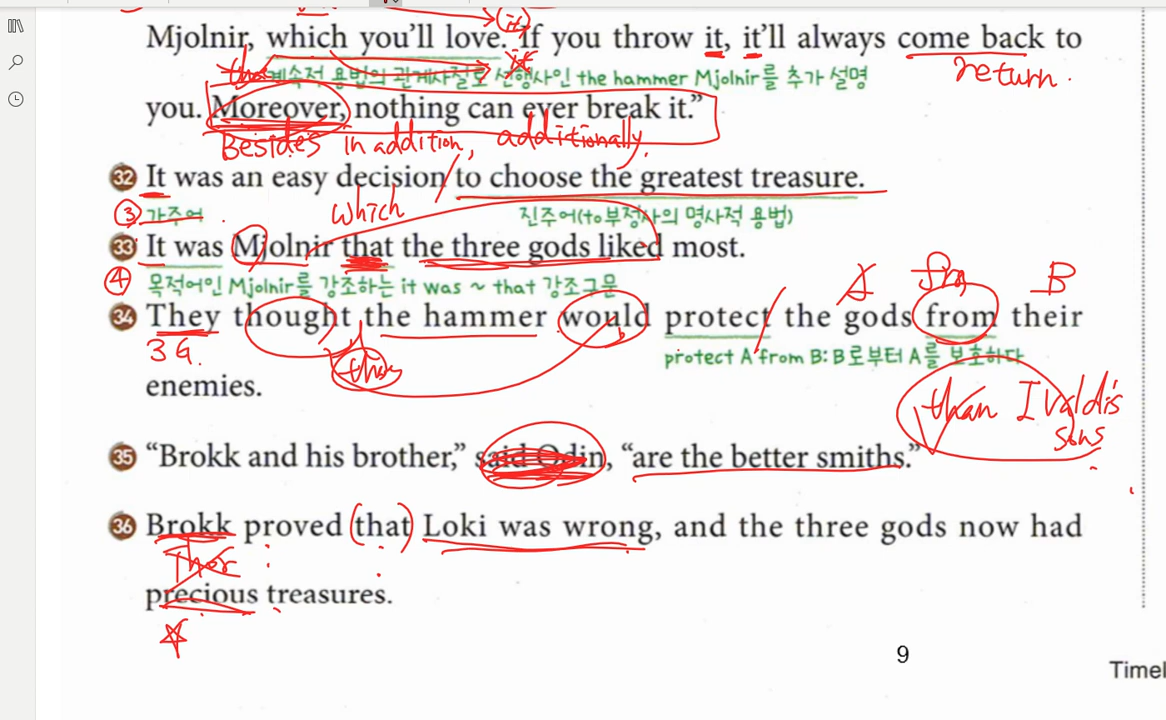 (it)
Mjolnir, which you'll love. If you throw it, it'll always come back to
that 계속적 용법의 관계사절로 선행사인 the hammer Mjolnir를 추가 설명
it
return.
you. Moreover, nothing can ever break it.”
Besides in addition, additionally.
32 It was an easy decision / to choose the greatest treasure.
③ 가주어 which 진주어(to부정사의 명사적 용법)
33 It was Mjolnir that the three gods liked most.
④ 목적어인 Mjolnir를 강조하는 it was ~ that 강조구문
A B
34 They thought the hammer would protect / the gods from their
3G. that protect A from B: B로부터 A를 보호하다
enemies.
than Ivaldi's
sons
35 “Brokk and his brother,” said Odin, “are the better smiths.”
36 Brokk proved (that) Loki was wrong, and the three gods now had
Thor
precious treasures.
9
Timel